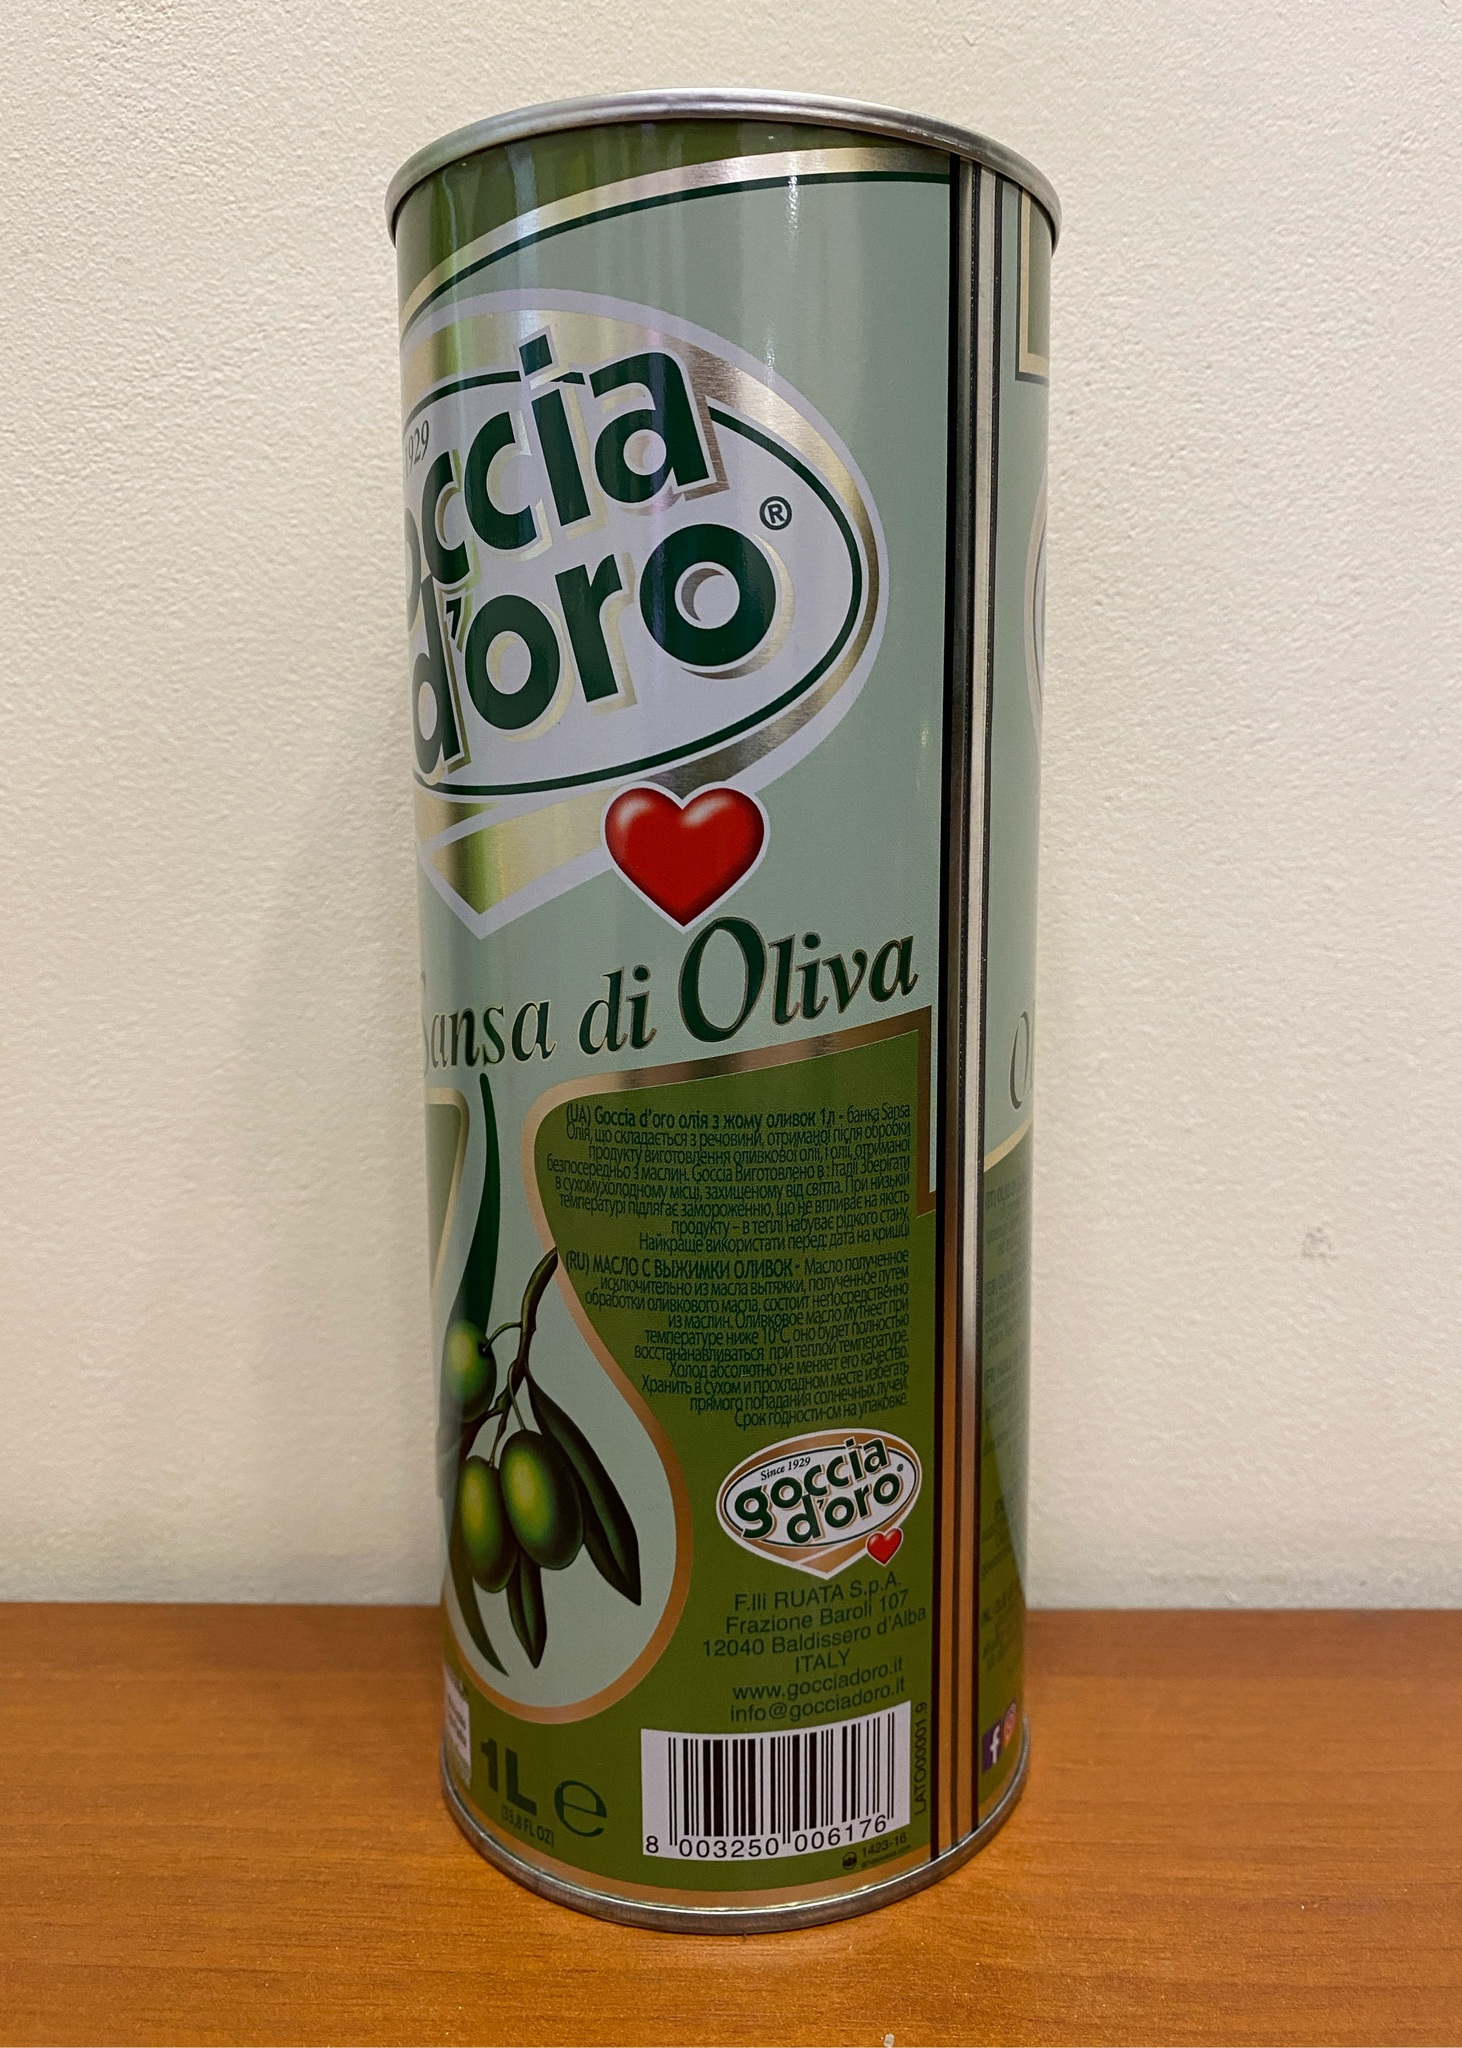 1929
occia
d'oro®
Sansa di Oliva
(UA) Goccia d'oro олія з жому оливок 1л - банка Sansa
Олія, що складається з речовини, отриманої після обробки
продукту виготовлення оливкової олії, і олії, отриманої
безпосередньо з маслин. Goccia Виготовлено в : Італії Зберігати
в сухому,холодному місці, захищеному від світла. При низькій
температурі підлягає замороженню, що не впливає на якість
продукту – в теплі набуває рідкого стану.
Найкраще використати перед: дата на кришці
(RU) МАСЛО С ВЫЖИМКИ ОЛИВОК - Масло полученное
исключительно из масла вытяжки, полученное путем
обработки оливкового масла, состоит непосредственно
из маслин. Оливковое масло мутнеет при
температуре ниже 10°C, оно будет полностью
восстананавливаться при теплой температуре.
Холод абсолютно не меняет его качество.
Хранить в сухом и прохладном месте избегать
прямого попадания солнечных лучей.
Срок годности-см на упаковке.
Since 1929
goccia
d'oro®
F.lli RUATA S.p.A.
Frazione Baroli 107
12040 Baldissero d'Alba
ITALY
www.gocciadoro.it
info@gocciadoro.it
1L e
(33,8 FL OZ)
8 003250 006176
LATO00001.9
1423-16